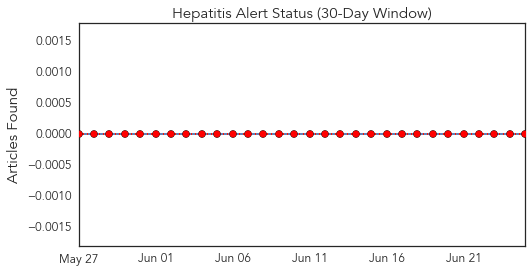 Hepatitis Alert Status (30-Day Window)
Articles Found
0.0015
0.0010
0.0005
0.0000
−0.0005
−0.0010
−0.0015
May 27
Jun 01
Jun 06
Jun 11
Jun 16
Jun 21